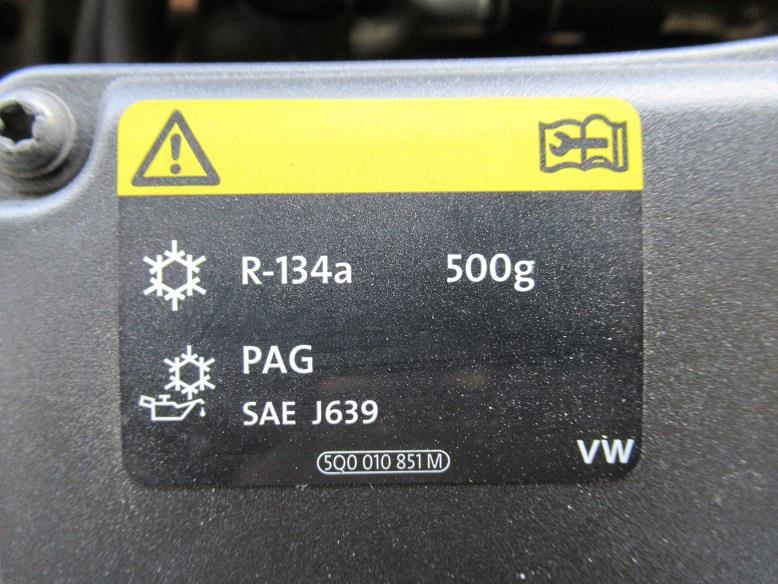 R-134a 500g
PAG
SAE J639
5Q0 010 851 M
VW